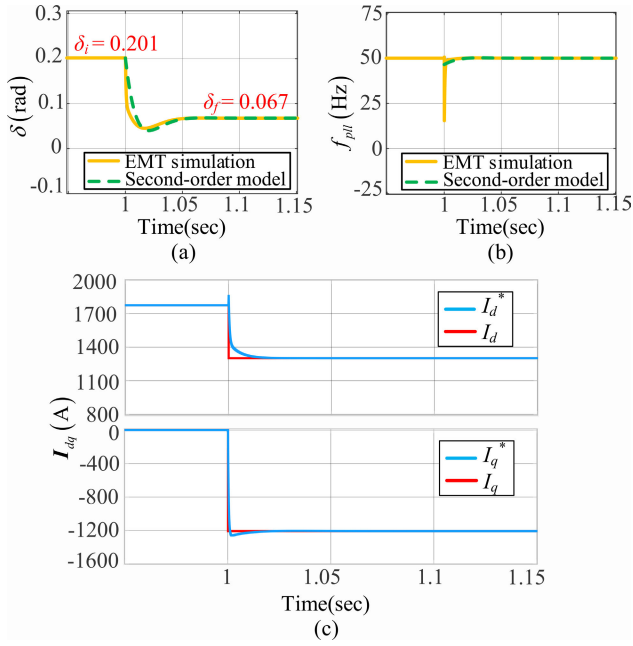 0.3
0.2
0.1
0
-0.1
δ (rad)
δi = 0.201
δf = 0.067
EMT simulation
Second-order model
1 1.05 1.1 1.15
Time(sec)
(a)
75
50
25
0
-25
fpll (Hz)
EMT simulation
Second-order model
1 1.05 1.1 1.15
Time(sec)
(b)
2000
1700
1400
1100
800
Id*
Id
Idq (A)
0
-400
-800
-1200
-1600
Iq*
Iq
1 1.05 1.1 1.15
Time(sec)
(c)